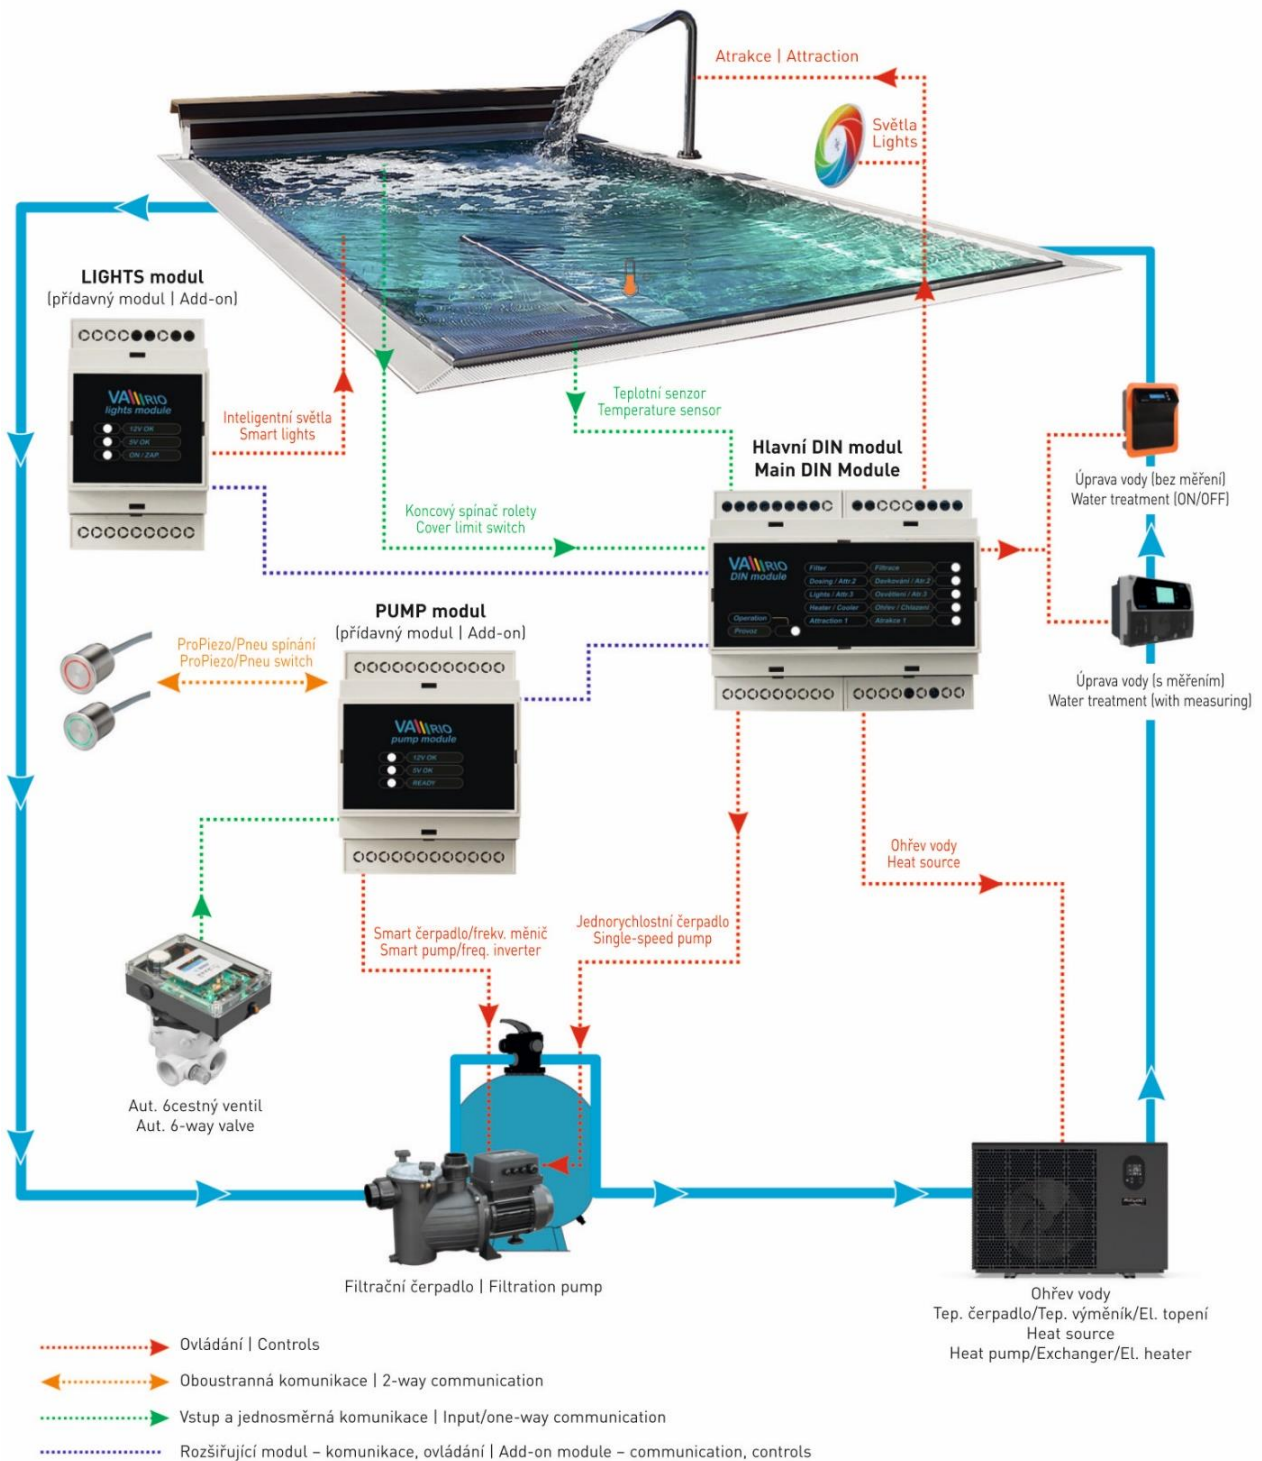 Atrakce | Attraction
Světla
Lights
LIGHTS modul
(přídavný modul | Add-on)
VARIO
lights module
12V OK
5V OK
ON / ZAP.
Inteligentní světla
Smart lights
Teplotní senzor
Temperature sensor
Koncový spínač rolety
Cover limit switch
Hlavní DIN modul
Main DIN Module
VARIO
DIN module
Filter Filtrace
Dosing / Attr.2 Davkování / Atr.2
Lights / Attr.3 Osvětlení / Atr.3
Heater / Cooler Ohřev / Chlazení
Attraction 1 Atrakce 1
Operation
Provoz
Úprava vody (bez měření)
Water treatment (ON/OFF)
Úprava vody (s měřením)
Water treatment (with measuring)
PUMP modul
(přídavný modul | Add-on)
ProPiezo/Pneu spínání
ProPiezo/Pneu switch
VARIO
pump module
12V OK
5V OK
READY
Ohřev vody
Heat source
Smart čerpadlo/frekv. měnič
Smart pump/freq. inverter
Jednorychlostní čerpadlo
Single-speed pump
Aut. 6cestný ventil
Aut. 6-way valve
Filtrační čerpadlo | Filtration pump
Ohřev vody
Tep. čerpadlo/Tep. výměník/El. topení
Heat source
Heat pump/Exchanger/El. heater
Ovládání | Controls
Oboustranná komunikace | 2-way communication
Vstup a jednosměrná komunikace | Input/one-way communication
Rozšiřující modul – komunikace, ovládání | Add-on module – communication, controls